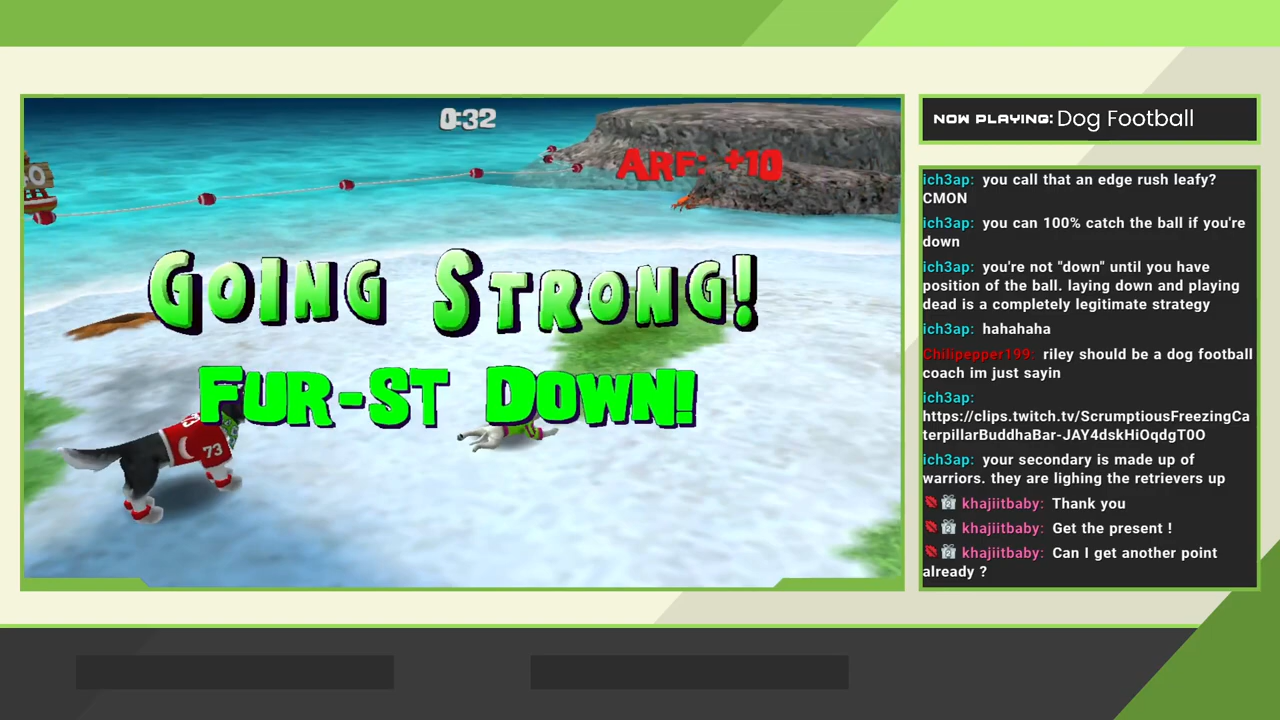 0:32
ARF: +10
0
GOING STRONG!
FUR-ST DOWN!
73
73
NOW PLAYING: Dog Football
ich3ap: you call that an edge rush leafy?
CMON
ich3ap: you can 100% catch the ball if you're
down
ich3ap: you're not "down" until you have
position of the ball. laying down and playing
dead is a completely legitimate strategy
ich3ap: hahahaha
Chilipepper199: riley should be a dog football
coach im just sayin
ich3ap:
https://clips.twitch.tv/ScrumptiousFreezingCa
terpillarBuddhaBar-JAY4dskHiOqdgT0O
ich3ap: your secondary is made up of
warriors. they are lighing the retrievers up
khajiitbaby: Thank you
khajiitbaby: Get the present !
khajiitbaby: Can I get another point
already ?